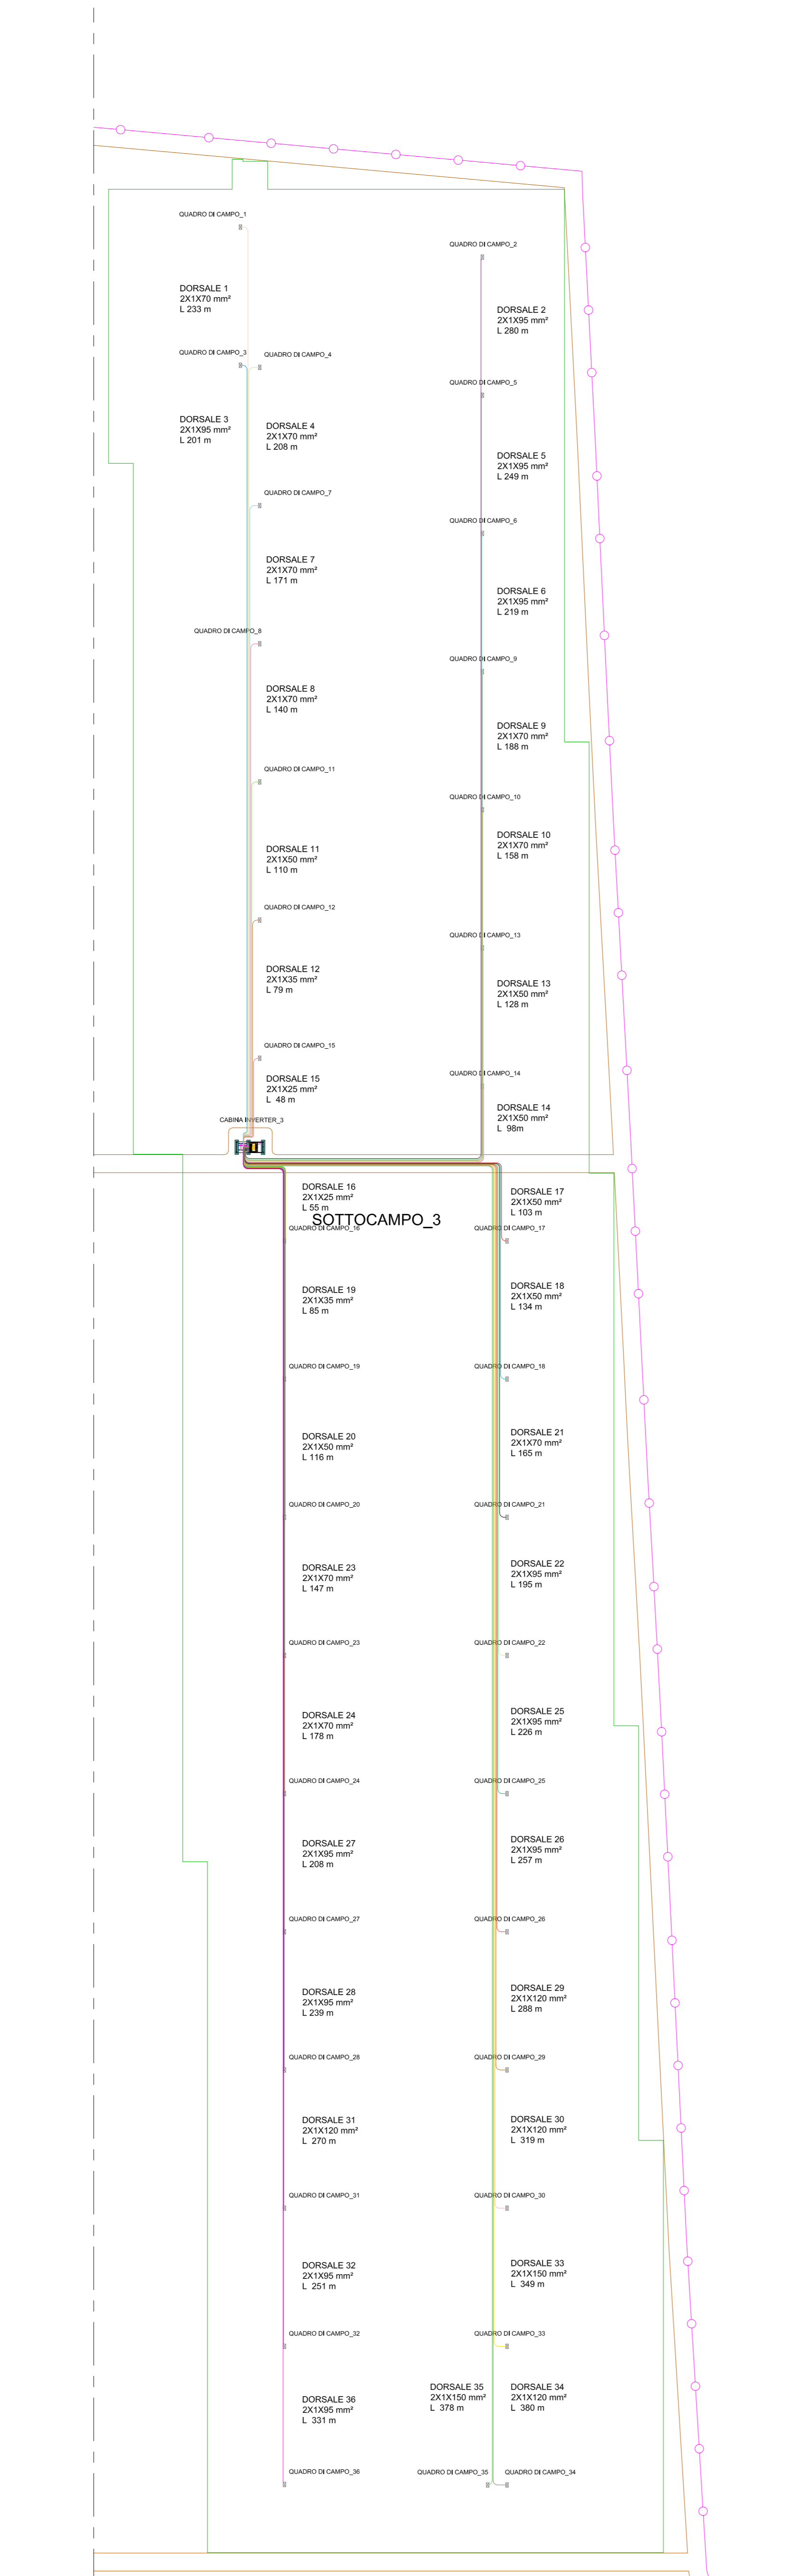 QUADRO DI CAMPO_1
QUADRO DI CAMPO_2
DORSALE 1
2X1X70 mm²
L 233 m
DORSALE 2
2X1X95 mm²
L 280 m
QUADRO DI CAMPO_3
QUADRO DI CAMPO_4
QUADRO DI CAMPO_5
DORSALE 3
2X1X95 mm²
L 201 m
DORSALE 4
2X1X70 mm²
L 208 m
DORSALE 5
2X1X95 mm²
L 249 m
QUADRO DI CAMPO_7
QUADRO DI CAMPO_6
DORSALE 7
2X1X70 mm²
L 171 m
DORSALE 6
2X1X95 mm²
L 219 m
QUADRO DI CAMPO_8
QUADRO DI CAMPO_9
DORSALE 8
2X1X70 mm²
L 140 m
DORSALE 9
2X1X70 mm²
L 188 m
QUADRO DI CAMPO_11
QUADRO DI CAMPO_10
DORSALE 11
2X1X50 mm²
L 110 m
DORSALE 10
2X1X70 mm²
L 158 m
QUADRO DI CAMPO_12
QUADRO DI CAMPO_13
DORSALE 12
2X1X35 mm²
L 79 m
DORSALE 13
2X1X50 mm²
L 128 m
QUADRO DI CAMPO_15
QUADRO DI CAMPO_14
DORSALE 15
2X1X25 mm²
L  48 m
DORSALE 14
2X1X50 mm²
L  98m
CABINA INVERTER_3
DORSALE 16
2X1X25 mm²
L 55 m
DORSALE 17
2X1X50 mm²
L 103 m
SOTTOCAMPO_3
QUADRO DI CAMPO_16
QUADRO DI CAMPO_17
DORSALE 19
2X1X35 mm²
L 85 m
DORSALE 18
2X1X50 mm²
L 134 m
QUADRO DI CAMPO_19
QUADRO DI CAMPO_18
DORSALE 20
2X1X50 mm²
L 116 m
DORSALE 21
2X1X70 mm²
L 165 m
QUADRO DI CAMPO_20
QUADRO DI CAMPO_21
DORSALE 23
2X1X70 mm²
L 147 m
DORSALE 22
2X1X95 mm²
L 195 m
QUADRO DI CAMPO_23
QUADRO DI CAMPO_22
DORSALE 24
2X1X70 mm²
L 178 m
DORSALE 25
2X1X95 mm²
L 226 m
QUADRO DI CAMPO_24
QUADRO DI CAMPO_25
DORSALE 27
2X1X95 mm²
L 208 m
DORSALE 26
2X1X95 mm²
L 257 m
QUADRO DI CAMPO_27
QUADRO DI CAMPO_26
DORSALE 28
2X1X95 mm²
L 239 m
DORSALE 29
2X1X120 mm²
L 288 m
QUADRO DI CAMPO_28
QUADRO DI CAMPO_29
DORSALE 31
2X1X120 mm²
L  270 m
DORSALE 30
2X1X120 mm²
L  319 m
QUADRO DI CAMPO_31
QUADRO DI CAMPO_30
DORSALE 32
2X1X95 mm²
L  251 m
DORSALE 33
2X1X150 mm²
L  349 m
QUADRO DI CAMPO_32
QUADRO DI CAMPO_33
DORSALE 36
2X1X95 mm²
L  331 m
DORSALE 35
2X1X150 mm²
L  378 m
DORSALE 34
2X1X120 mm²
L  380 m
QUADRO DI CAMPO_36
QUADRO DI CAMPO_35
QUADRO DI CAMPO_34